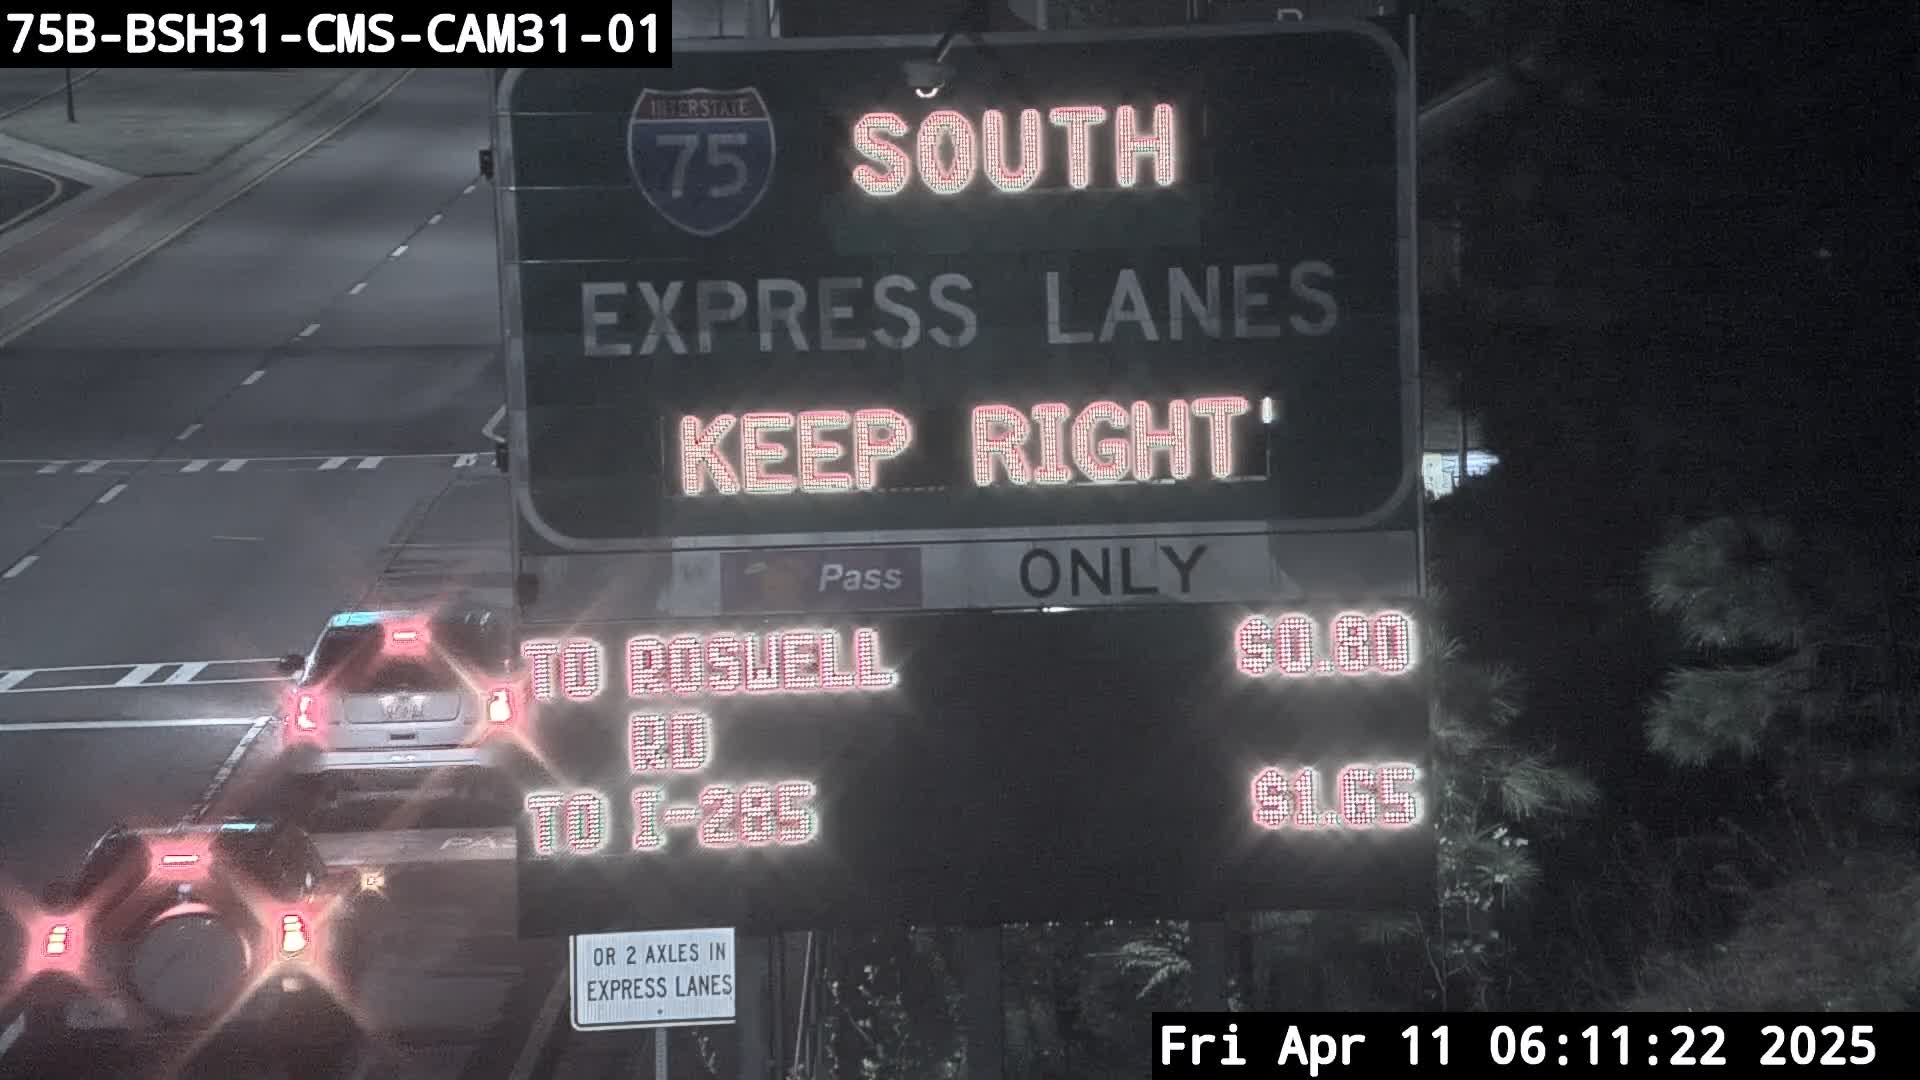 75B-BSH31-CMS-CAM31-01
INTERSTATE
75
SOUTH
EXPRESS LANES
KEEP RIGHT
Pass ONLY
TO ROSWELL $0.80
RD
TO I-285 $1.65
OR 2 AXLES IN
EXPRESS LANES
Fri Apr 11 06:11:22 2025